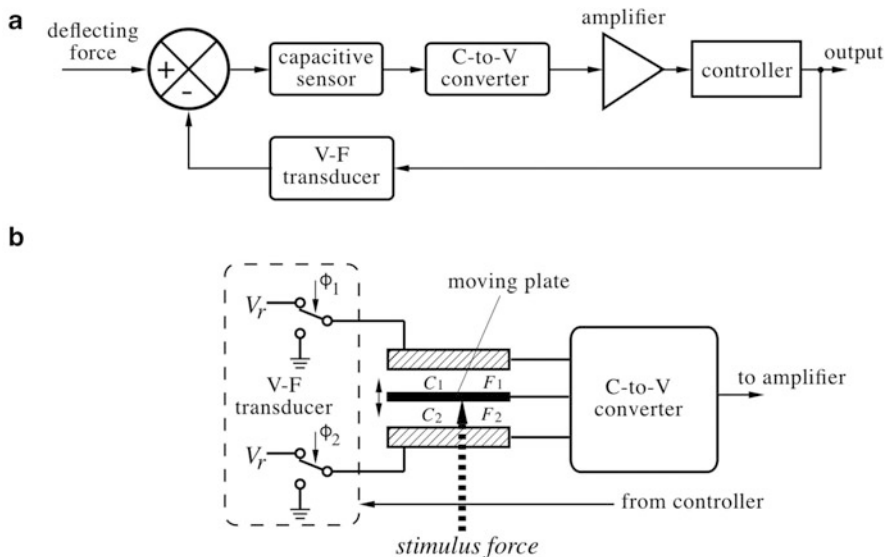 a
deflecting
force
+
-
capacitive
sensor
C-to-V
converter
amplifier
controller
output
V-F
transducer
b
Φ1
Vr
V-F
transducer
Φ2
Vr
moving plate
C1 F1
C2 F2
C-to-V
converter
to amplifier
from controller
stimulus force